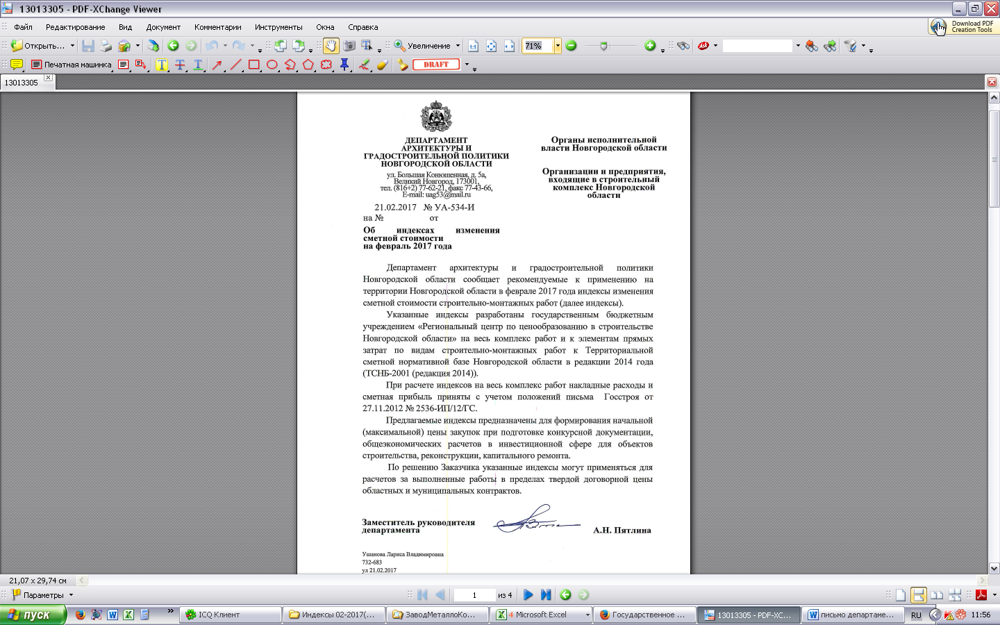 13013305 - PDF-XChange Viewer
Файл Редактирование Вид Документ Комментарии Инструменты Окна Справка
Download PDF
Creation Tools
Открыть... Увеличение 71%
Печатная машинка DRAFT
13013305
ДЕПАРТАМЕНТ
АРХИТЕКТУРЫ И
ГРАДОСТРОИТЕЛЬНОЙ ПОЛИТИКИ
НОВГОРОДСКОЙ ОБЛАСТИ
ул. Большая Конюшенная, д. 5а,
Великий Новгород, 173001,
тел. (816+2) 77-62-21, факс 77-43-66,
E-mail: uag53@mail.ru
21.02.2017 № УА-534-И
на № от
Об индексах изменения
сметной стоимости
на февраль 2017 года
Органы исполнительной
власти Новгородской области
Организации и предприятия,
входящие в строительный
комплекс Новгородской
области
Департамент архитектуры и градостроительной политики
Новгородской области сообщает рекомендуемые к применению на
территории Новгородской области в феврале 2017 года индексы изменения
сметной стоимости строительно-монтажных работ (далее индексы).
Указанные индексы разработаны государственным бюджетным
учреждением «Региональный центр по ценообразованию в строительстве
Новгородской области» на весь комплекс работ и к элементам прямых
затрат по видам строительно-монтажных работ к Территориальной
сметной нормативной базе Новгородской области в редакции 2014 года
(ТСНБ-2001 (редакция 2014)).
При расчете индексов на весь комплекс работ накладные расходы и
сметная прибыль приняты с учетом положений письма Госстроя от
27.11.2012 № 2536-ИП/12/ГС.
Предлагаемые индексы предназначены для формирования начальной
(максимальной) цены закупок при подготовке конкурсной документации,
общеэкономических расчетов в инвестиционной сфере для объектов
строительства, реконструкции, капитального ремонта.
По решению Заказчика указанные индексы могут применяться для
расчетов за выполненные работы в пределах твердой договорной цены
областных и муниципальных контрактов.
Заместитель руководителя
департамента
А.Н. Пятлина
Ушанова Лариса Владимировна
732-683
ул 21.02.2017
21,07 x 29,74 см
Параметры 1 из 4
пуск ICQ Клиент Индексы 02-2017(... ЗаводМеталлоКо... 4 Microsoft Excel Государственное ... 13013305 - PDF-XC... письмо департаме... RU 11:56